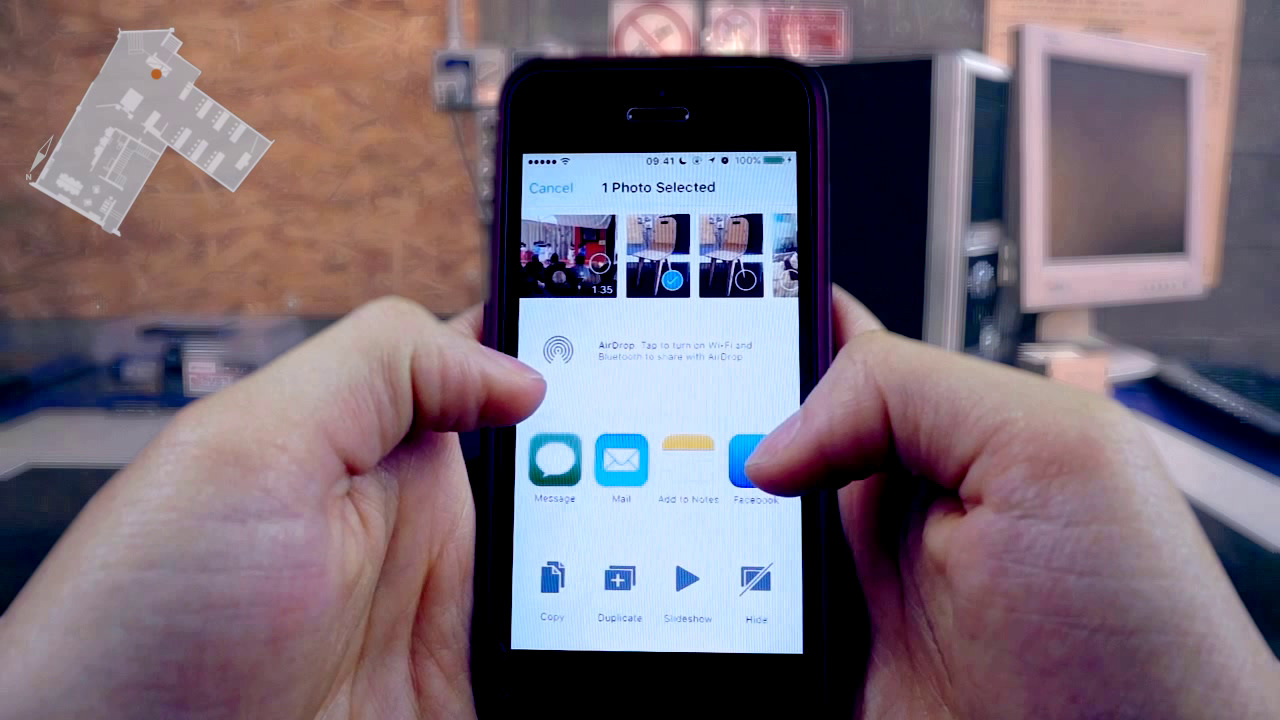 N
09:41 100%
Cancel 1 Photo Selected
1:35
AirDrop. Tap to turn on Wi-Fi and
Bluetooth to share with AirDrop.
Message Mail Add to Notes Facebook
Copy Duplicate Slideshow Hide